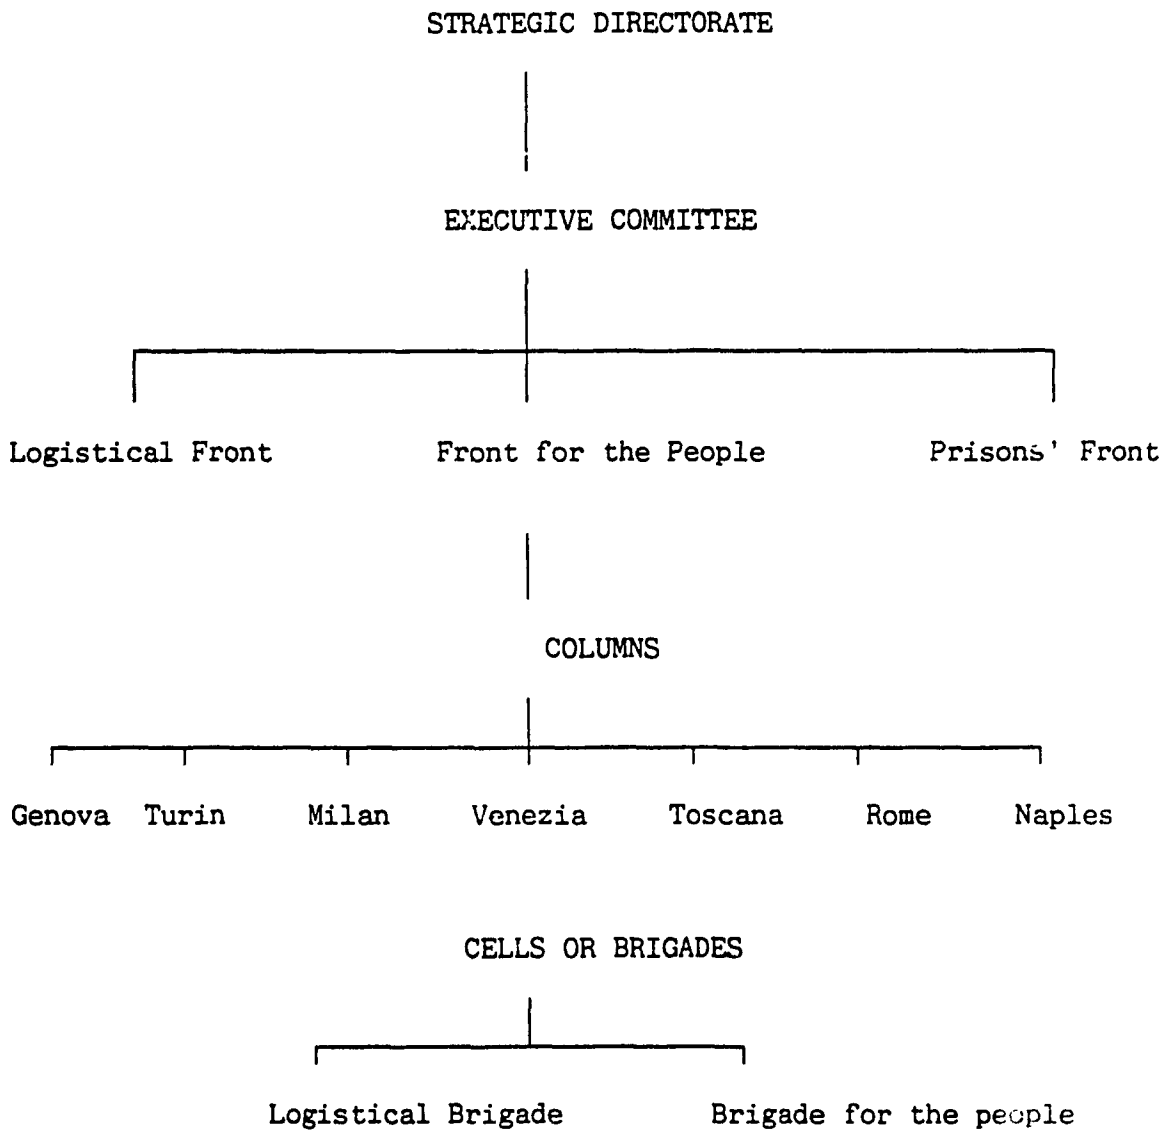 STRATEGIC DIRECTORATE
EXECUTIVE COMMITTEE
Logistical Front Front for the People Prisons' Front
COLUMNS
Genova Turin Milan Venezia Toscana Rome Naples
CELLS OR BRIGADES
Logistical Brigade Brigade for the people